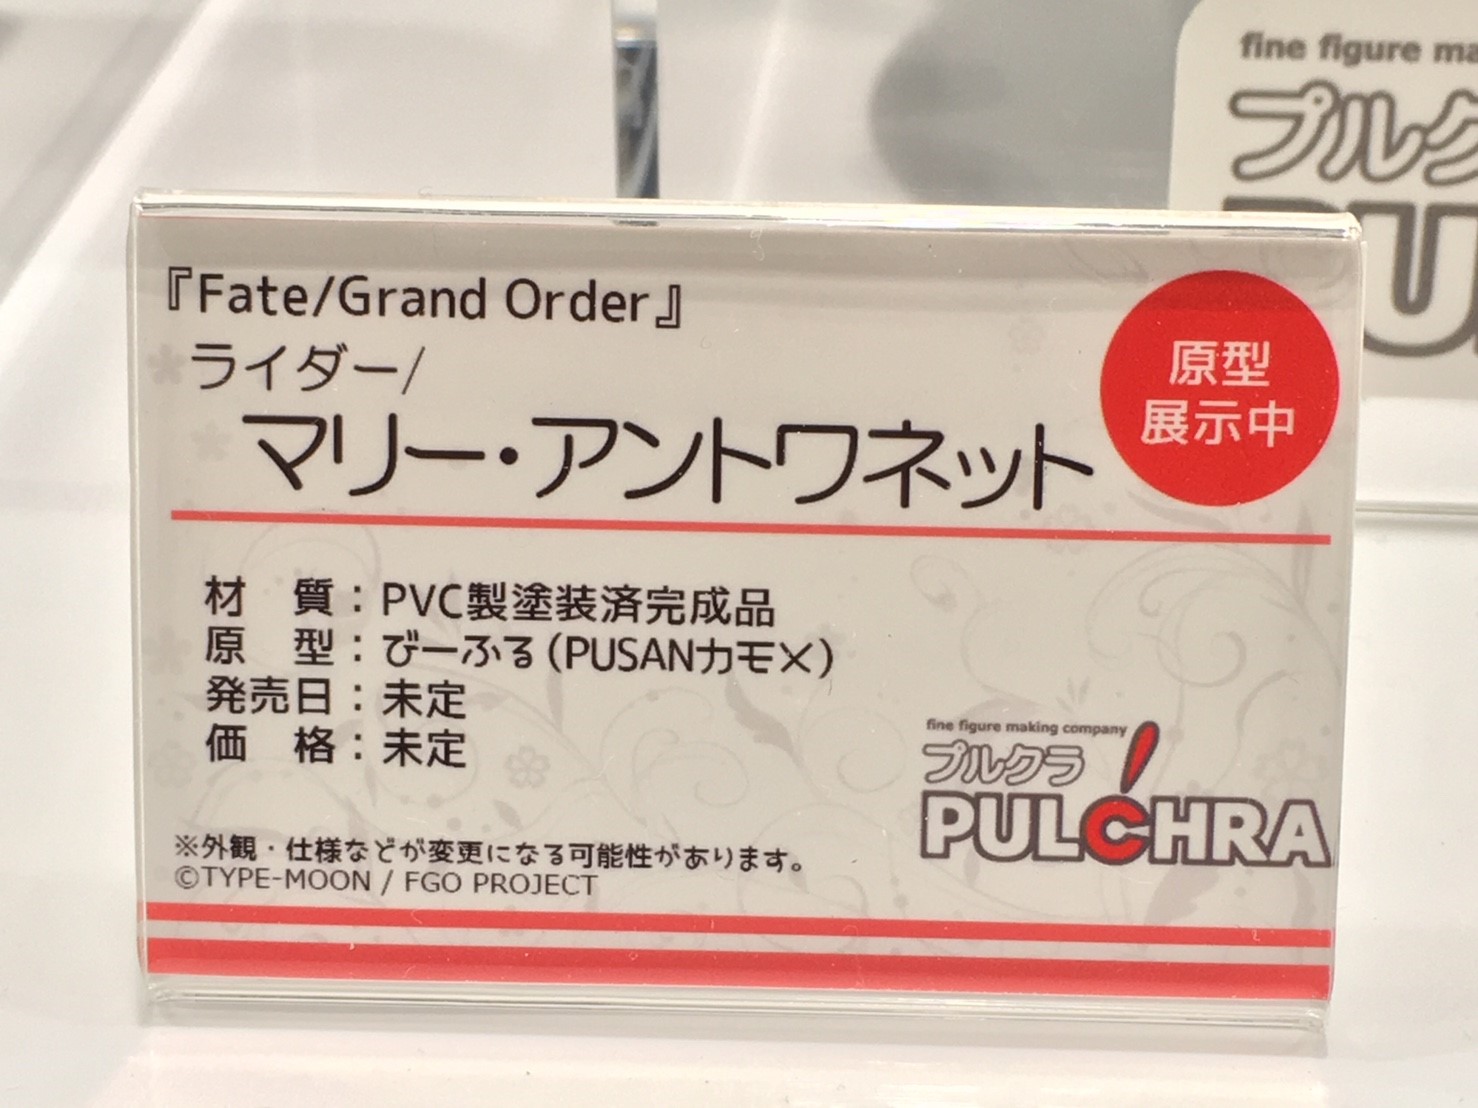 fine figure ma
プルク
PU
『Fate/Grand Order』
ライダー/
マリー・アントワネット
原型
展示中
材　質：PVC製塗装済完成品
原　型：びーふる(PUSANカモメ)
発売日：未定
価　格：未定
fine figure making company
プルクラ
PULCHRA
※外観・仕様などが変更になる可能性があります。
©TYPE-MOON / FGO PROJECT